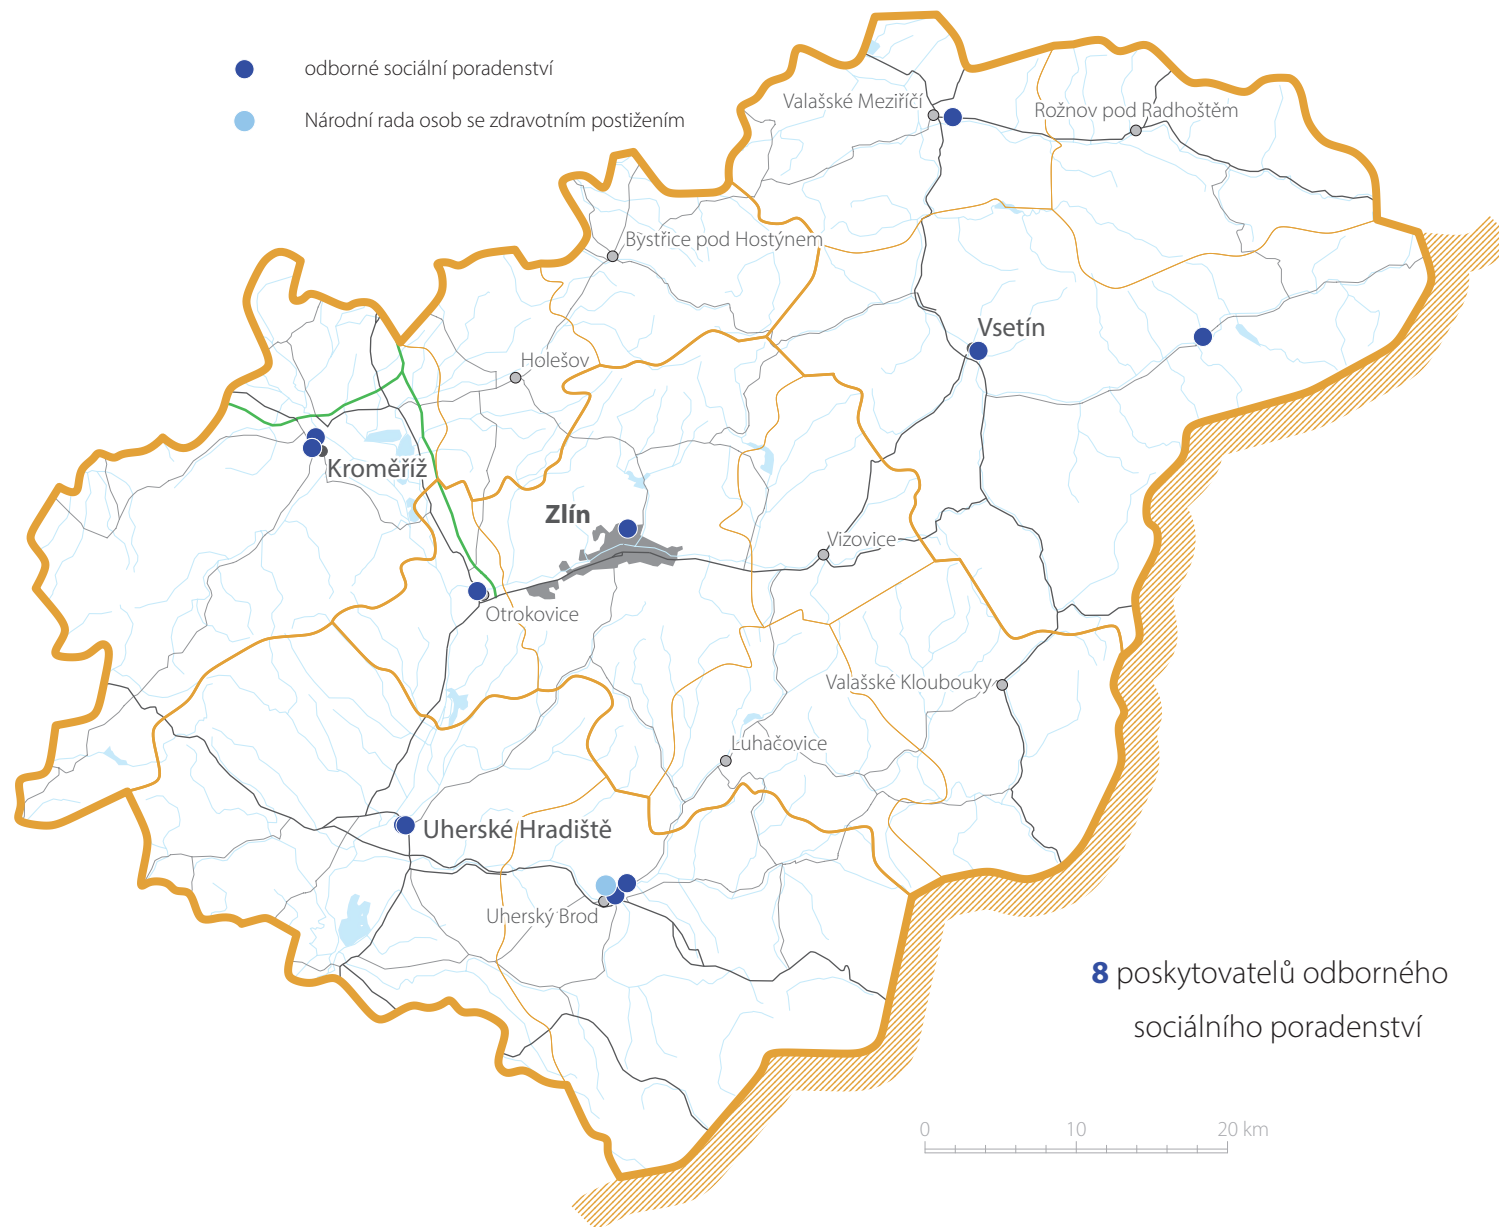 odborné sociální poradenství
Národní rada osob se zdravotním postižením
Valašské Meziříčí
Rožnov pod Radhoštěm
Bystřice pod Hostýnem
Vsetín
Holešov
Kroměříž
Zlín
Vizovice
Otrokovice
Valašské Kloubouky
Luhačovice
Uherské Hradiště
Uherský Brod
8 poskytovatelů odborného
sociálního poradenství
0 10 20 km